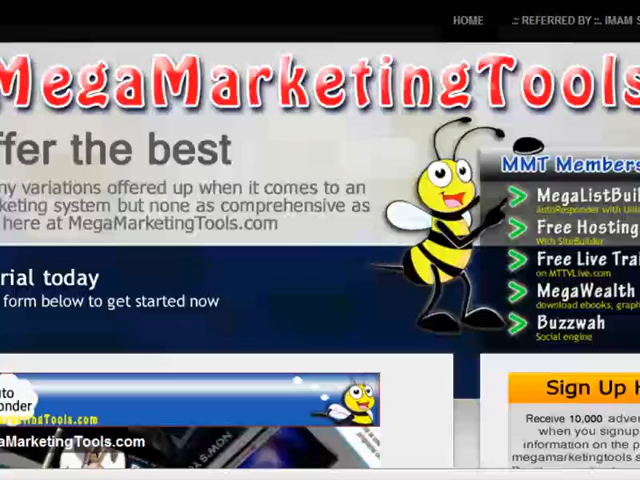 HOME .:: REFERRED BY ::. IMAM S
MegaMarketingTools
ffer the best
ny variations offered up when it comes to an
keting system but none as comprehensive as
here at MegaMarketingTools.com
MMT Members
MegaListBuil
AutoResponder with Ulti
Free Hosting
With SiteBuilder
Free Live Trai
on MTTVLive.com
MegaWealth
download ebooks, graph
Buzzwah
Social engine
rial today
form below to get started now
uto
onder
argetingTools.com
aMarketingTools.com
Sign Up H
Receive 10,000 adver
when you signup
information on the p
megamarketingtools s